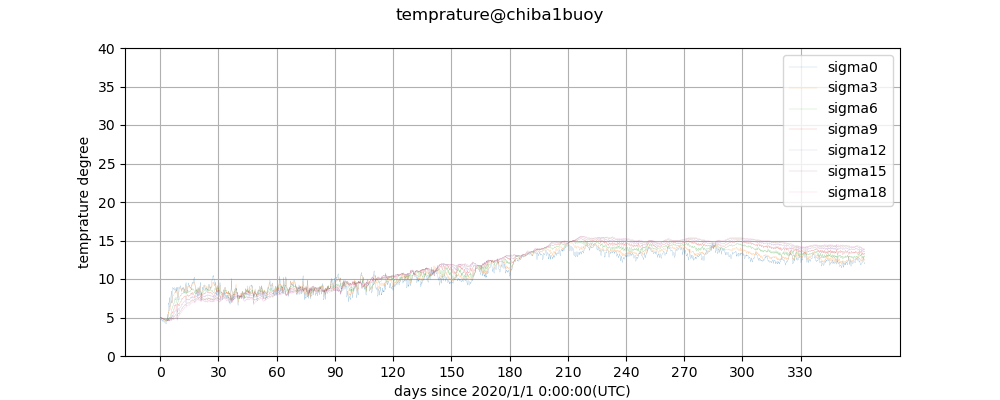 temprature@chiba1buoy
40
35
30
25
20
15
10
5
0
temprature degree
sigma0
sigma3
sigma6
sigma9
sigma12
sigma15
sigma18
0 30 60 90 120 150 180 210 240 270 300 330
days since 2020/1/1 0:00:00(UTC)